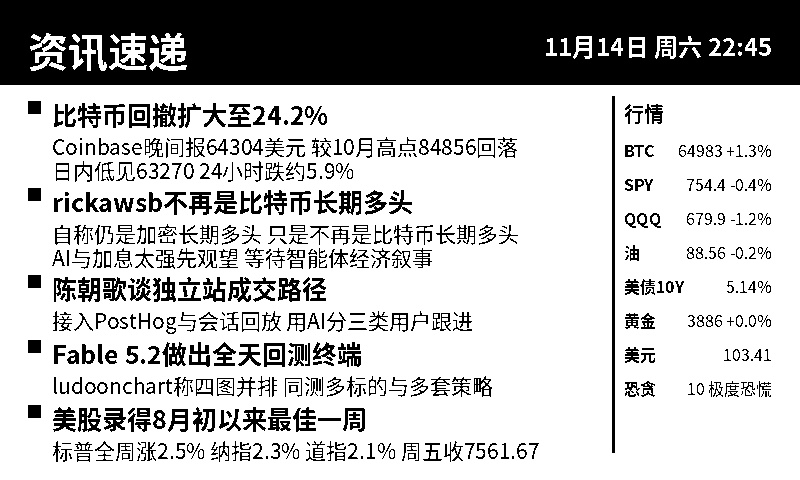 资讯速递
11月14日 周六 22:45
比特币回撤扩大至24.2%
Coinbase晚间报64304美元 较10月高点84856回落
日内低见63270 24小时跌约5.9%
rickawsb不再是比特币长期多头
自称仍是加密长期多头 只是不再是比特币长期多头
AI与加息太强先观望 等待智能体经济叙事
陈朝歌谈独立站成交路径
接入PostHog与会话回放 用AI分三类用户跟进
Fable 5.2做出全天回测终端
ludoonchart称四图并排 同测多标的与多套策略
美股录得8月初以来最佳一周
标普全周涨2.5% 纳指2.3% 道指2.1% 周五收7561.67
行情
BTC 64983 +1.3%
SPY 754.4 -0.4%
QQQ 679.9 -1.2%
油 88.56 -0.2%
美债10Y 5.14%
黄金 3886 +0.0%
美元 103.41
恐贪 10 极度恐慌